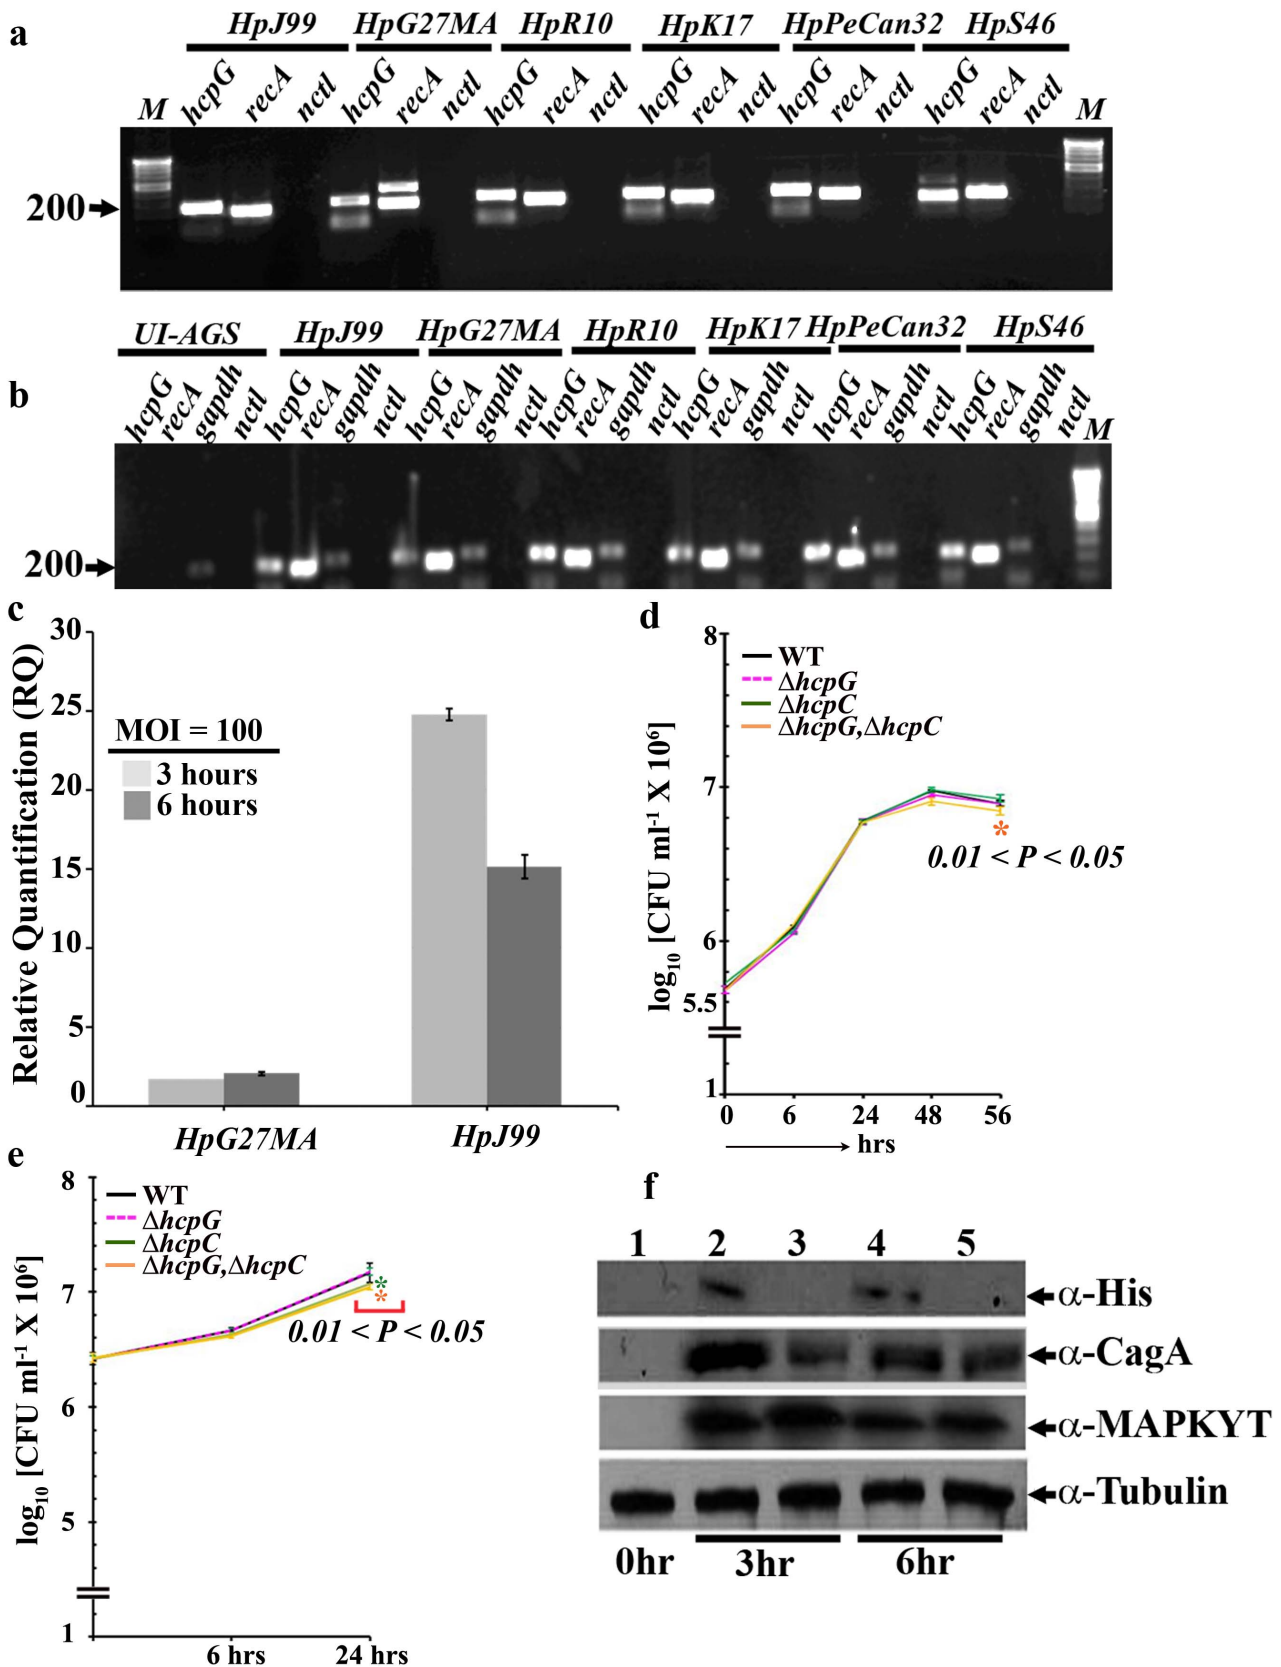 a
HpJ99 HpG27MA HpR10 HpK17 HpPeCan32 HpS46
M hcpG recA nctl hcpG recA nctl hcpG recA nctl hcpG recA nctl hcpG recA nctl hcpG recA nctl M
200
b
UI-AGS HpJ99 HpG27MA HpR10 HpK17 HpPeCan32 HpS46
hcpG recA gapdh nctl hcpG recA gapdh nctl hcpG recA gapdh nctl hcpG recA gapdh nctl hcpG recA gapdh nctl hcpG recA gapdh nctl hcpG recA gapdh nctl M
200
c
Relative Quantification (RQ)
30
25
20
15
10
5
0
MOI = 100
3 hours
6 hours
HpG27MA HpJ99
d
log10 [CFU ml-1 X 10⁶]
8
7
6
5.5
1
WT
ΔhcpG
ΔhcpC
ΔhcpG,ΔhcpC
*
0.01 < P < 0.05
0 6 24 48 56
hrs
e
log10 [CFU ml-1 X 10⁶]
8
7
6
5
1
WT
ΔhcpG
ΔhcpC
ΔhcpG,ΔhcpC
*
*
0.01 < P < 0.05
6 hrs 24 hrs
f
1 2 3 4 5
α-His
α-CagA
α-MAPKYT
α-Tubulin
0hr 3hr 6hr